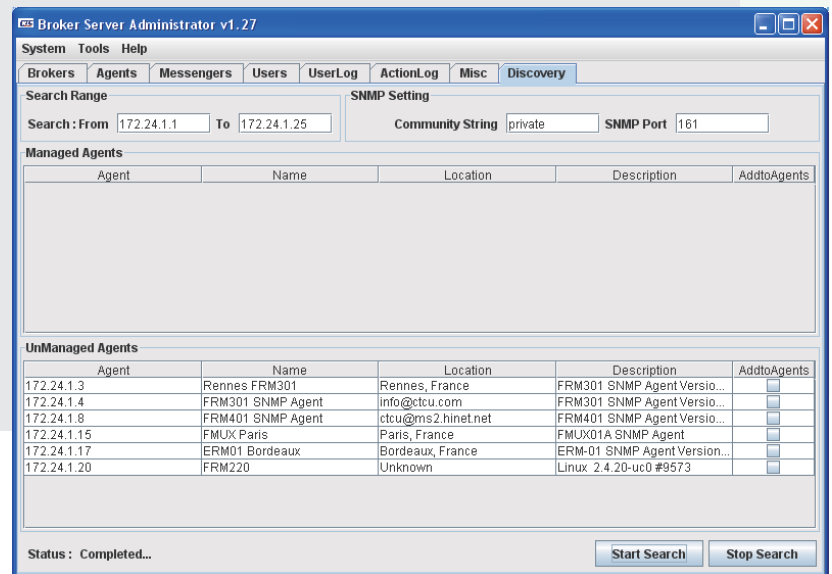 Broker Server Administrator v1.27
System Tools Help
Brokers Agents Messengers Users UserLog ActionLog Misc Discovery
Search Range SNMP Setting
Search : From 172.24.1.1 To 172.24.1.25 Community String private SNMP Port 161
Managed Agents
Agent Name Location Description AddtoAgents
UnManaged Agents
Agent Name Location Description AddtoAgents
172.24.1.3 Rennes FRM301 Rennes, France FRM301 SNMP Agent Versio...
172.24.1.4 FRM301 SNMP Agent info@ctcu.com FRM301 SNMP Agent Versio...
172.24.1.8 FRM401 SNMP Agent ctcu@ms2.hinet.net FRM401 SNMP Agent Versio...
172.24.1.15 FMUX Paris Paris, France FMUX01A SNMP Agent
172.24.1.17 ERM01 Bordeaux Bordeaux, France ERM-01 SNMP Agent Version...
172.24.1.20 FRM220 Unknown Linux 2.4.20-uc0 #9573
Status : Completed... Start Search Stop Search